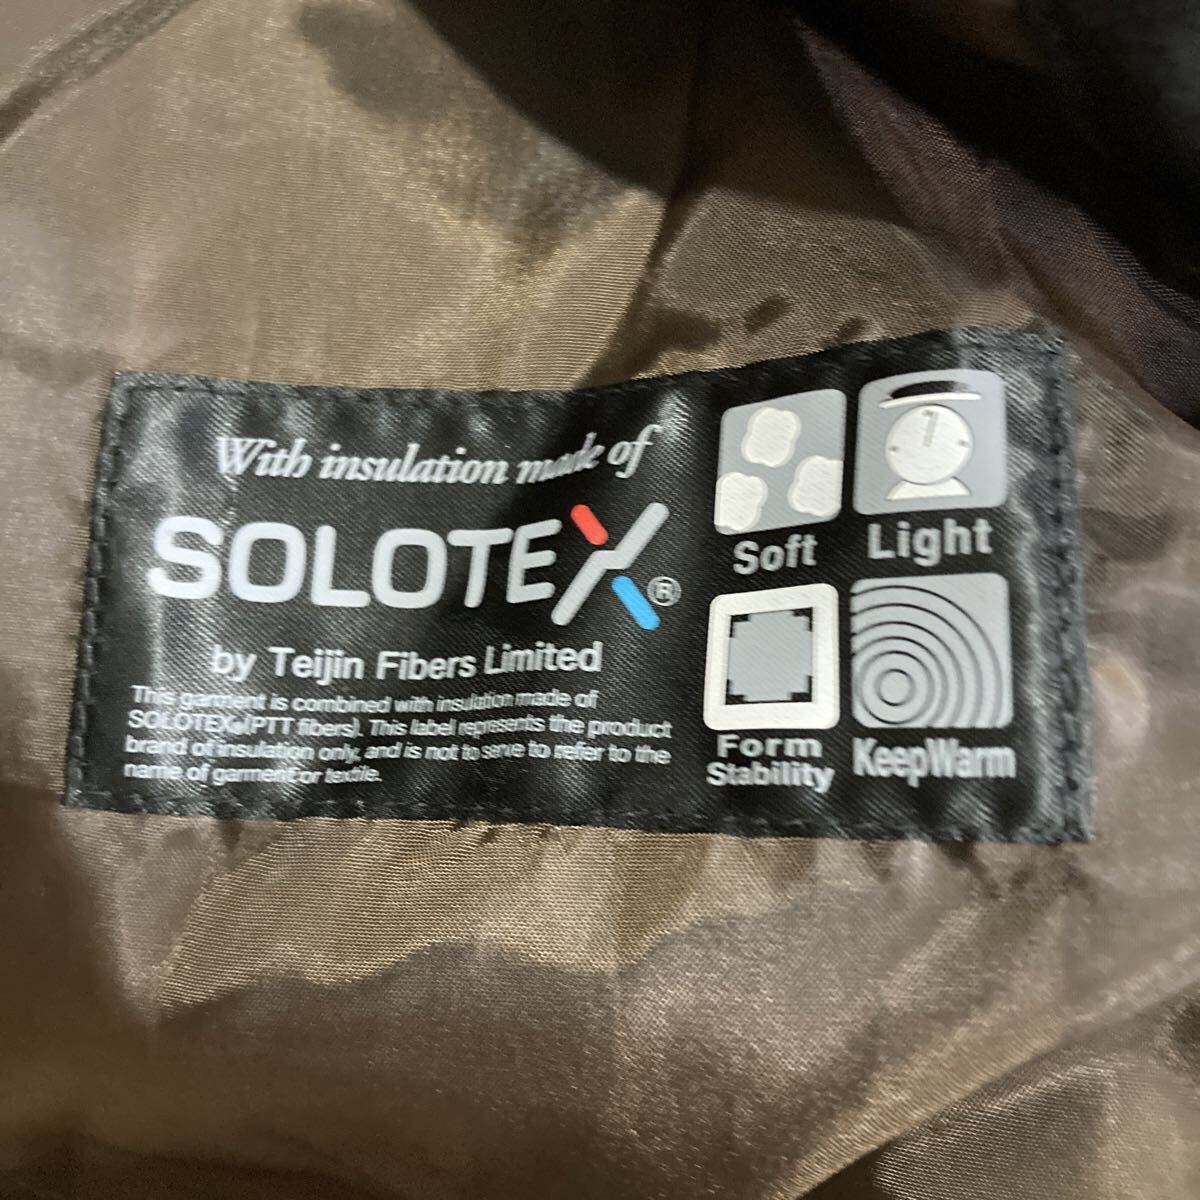 With insulation made of
SOLOTEX®
by Teijin Fibers Limited
This garment is combined with insulation made of
SOLOTEX®(PTT fibers). This label represents the product
brand of insulation only, and is not to serve to refer to the
name of garment or textile.
Soft
Light
Form
Stability
KeepWarm